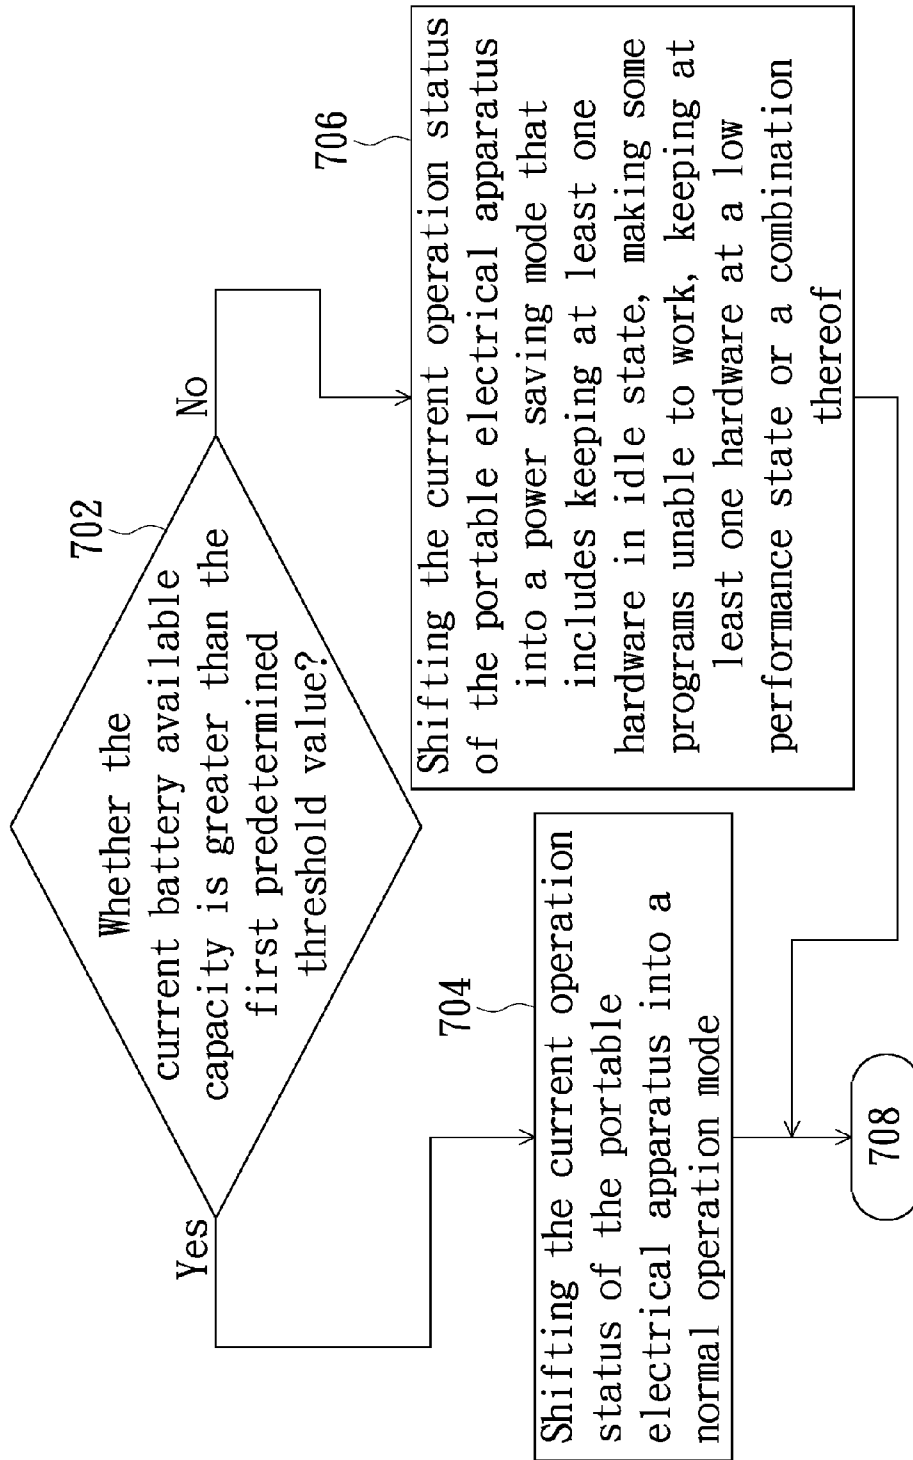 702
Whether the
current battery available
capacity is greater than the
first predetermined
threshold value?
Yes
No
704
Shifting the current operation
status of the portable
electrical apparatus into a
normal operation mode
706
Shifting the current operation status
of the portable electrical apparatus
into a power saving mode that
includes keeping at least one
hardware in idle state, making some
programs unable to work, keeping at
least one hardware at a low
performance state or a combination
thereof
708